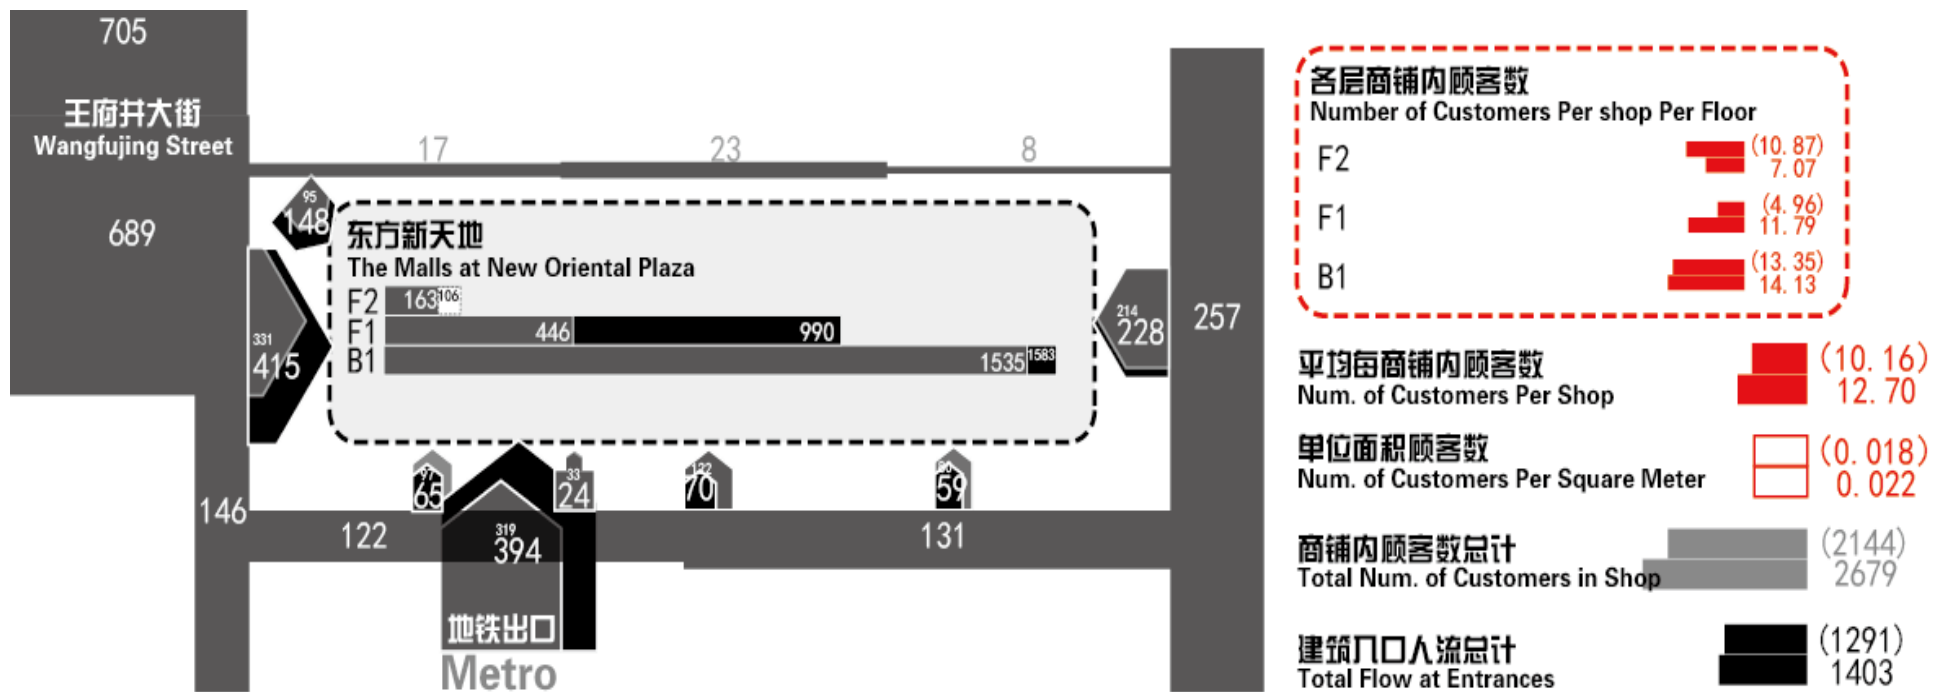 705
王府井大街
Wangfujing Street
689
17
23
8
95
148
东方新天地
The Malls at New Oriental Plaza
F2 163 106
F1 446 990
B1 1535 1583
331
415
214
228
257
97
65
33
24
122
70
59
146
122
319
394
131
地铁出口
Metro
各层商铺内顾客数
Number of Customers Per shop Per Floor
F2 (10.87)
7.07
F1 (4.96)
11.79
B1 (13.35)
14.13
平均每商铺内顾客数 (10.16)
Num. of Customers Per Shop 12.70
单位面积顾客数 (0.018)
Num. of Customers Per Square Meter 0.022
商铺内顾客数总计 (2144)
Total Num. of Customers in Shop 2679
建筑入口人流总计 (1291)
Total Flow at Entrances 1403